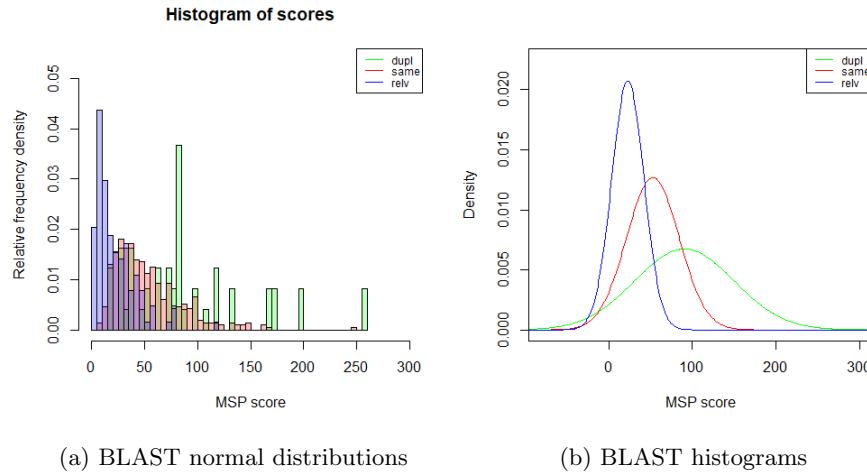 Histogram of scores
dupl
same
relv
Relative frequency density
0.00 0.01 0.02 0.03 0.04 0.05
0 50 100 150 200 250 300
MSP score
(a) BLAST normal distributions
dupl
same
relv
Density
0.000 0.005 0.010 0.015 0.020
0 100 200 300
MSP score
(b) BLAST histograms